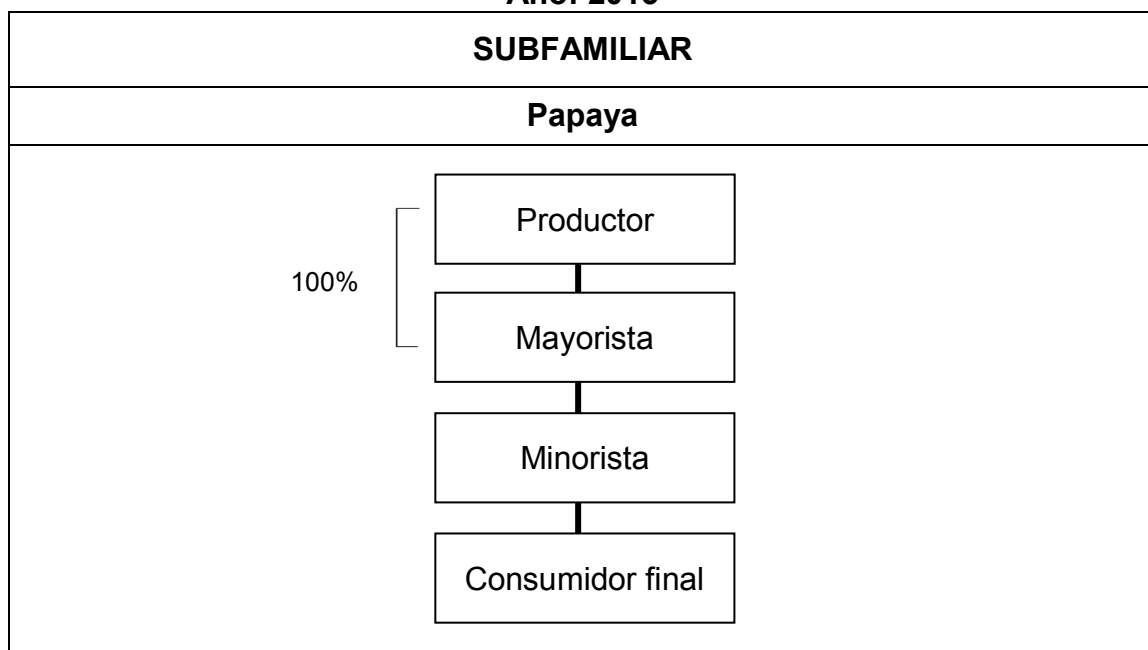 SUBFAMILIAR
Papaya
Productor
100%
Mayorista
Minorista
Consumidor final